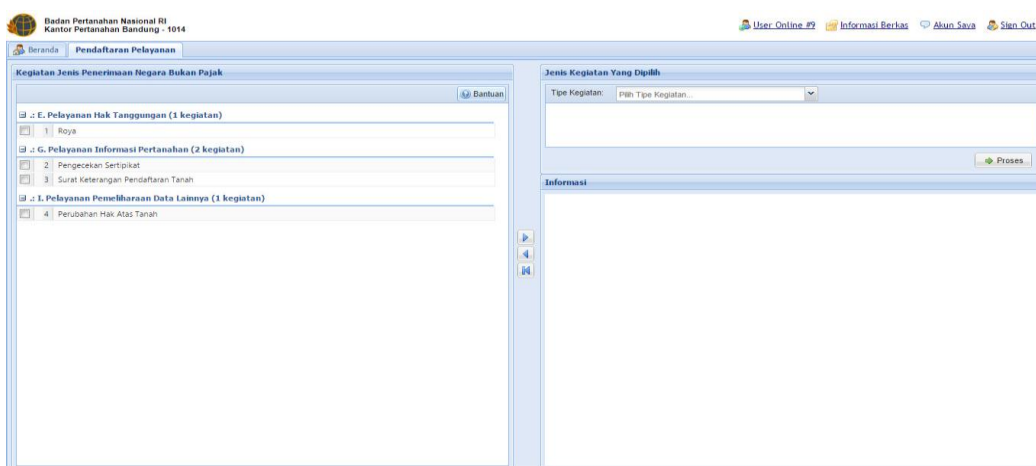 Badan Pertanahan Nasional RI
Kantor Pertanahan Bandung - 1014
User Online #9 Informasi Berkas Akun Saya Sign Out
Beranda Pendaftaran Pelayanan
Kegiatan Jenis Penerimaan Negara Bukan Pajak
Bantuan
.: E. Pelayanan Hak Tanggungan (1 kegiatan)
1 Roya
.: G. Pelayanan Informasi Pertanahan (2 kegiatan)
2 Pengecekan Sertipikat
3 Surat Keterangan Pendaftaran Tanah
.: I. Pelayanan Pemeliharaan Data Lainnya (1 kegiatan)
4 Perubahan Hak Atas Tanah
Jenis Kegiatan Yang Dipilih
Tipe Kegiatan: Pilih Tipe Kegiatan...
Proses
Informasi